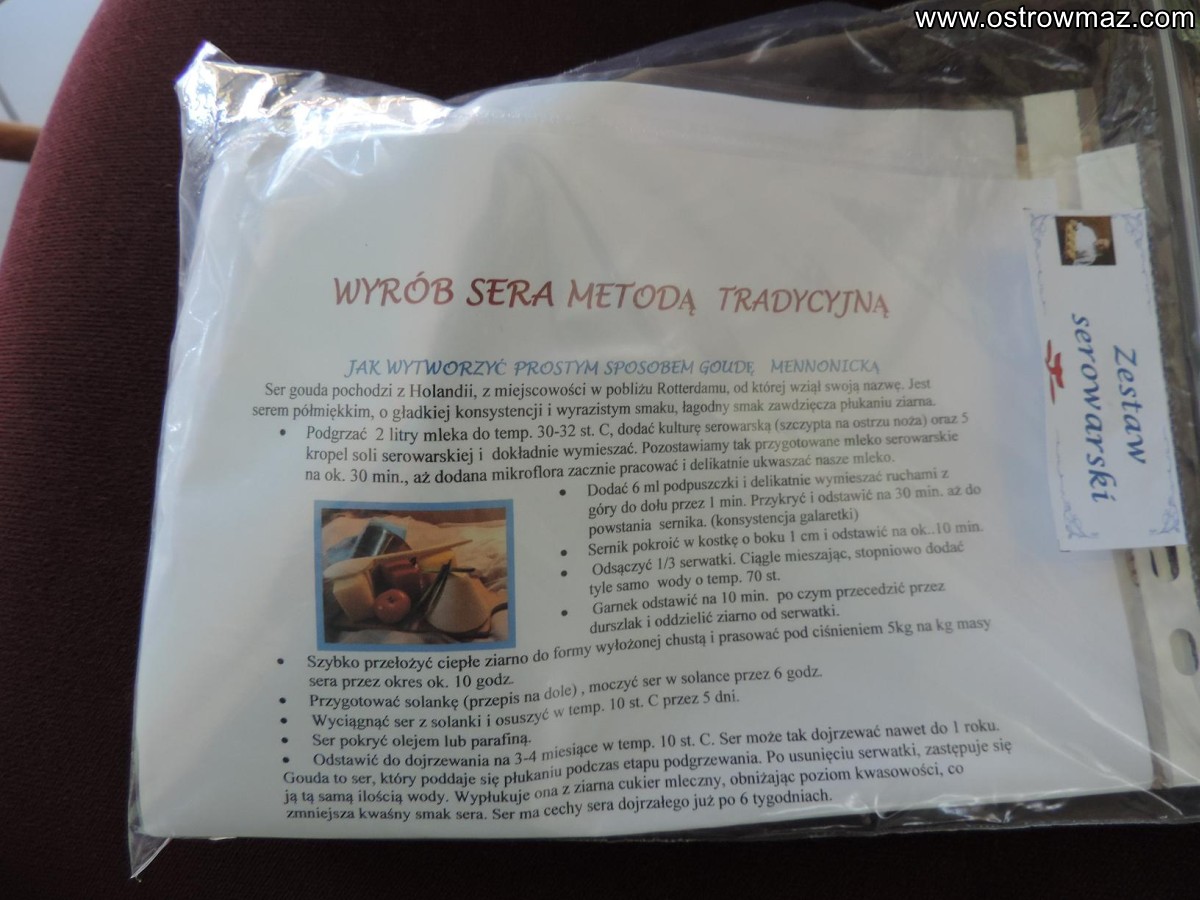 www.ostrowmaz.com
WYRÓB SERA METODĄ TRADYCYJNĄ
JAK WYTWORZYĆ PROSTYM SPOSOBEM GOUDĘ MENNONICKĄ
Ser gouda pochodzi z Holandii, z miejscowości w pobliżu Rotterdamu, od której wziął swoją nazwę. Jest
serem półmiękkim, o gładkiej konsystencji i wyrazistym smaku, łagodny smak zawdzięcza płukaniu ziarna.
• Podgrzać 2 litry mleka do temp. 30-32 st. C, dodać kulturę serowarską (szczypta na ostrzu noża) oraz 5
kropel soli serowarskiej i dokładnie wymieszać. Pozostawiamy tak przygotowane mleko serowarskie
na ok. 30 min., aż dodana mikroflora zacznie pracować i delikatnie ukwaszać nasze mleko.
• Dodać 6 ml podpuszczki i delikatnie wymieszać ruchami z
góry do dołu przez 1 min. Przykryć i odstawić na 30 min. aż do
powstania sernika. (konsystencja galaretki)
• Sernik pokroić w kostkę o boku 1 cm i odstawić na ok..10 min.
• Odsączyć 1/3 serwatki. Ciągle mieszając, stopniowo dodać
tyle samo wody o temp. 70 st.
• Garnek odstawić na 10 min. po czym przecedzić przez
durszlak i oddzielić ziarno od serwatki.
• Szybko przełożyć ciepłe ziarno do formy wyłożonej chustą i prasować pod ciśnieniem 5kg na kg masy
sera przez okres ok. 10 godz.
• Przygotować solankę (przepis na dole) , moczyć ser w solance przez 6 godz.
• Wyciągnąć ser z solanki i osuszyć w temp. 10 st. C przez 5 dni.
• Ser pokryć olejem lub parafiną.
• Odstawić do dojrzewania na 3-4 miesiące w temp. 10 st. C. Ser może tak dojrzewać nawet do 1 roku.
Gouda to ser, który poddaje się płukaniu podczas etapu podgrzewania. Po usunięciu serwatki, zastępuje się
ją tą samą ilością wody. Wypłukuje ona z ziarna cukier mleczny, obniżając poziom kwasowości, co
zmniejsza kwaśny smak sera. Ser ma cechy sera dojrzałego już po 6 tygodniach.
Zestaw
serowarski